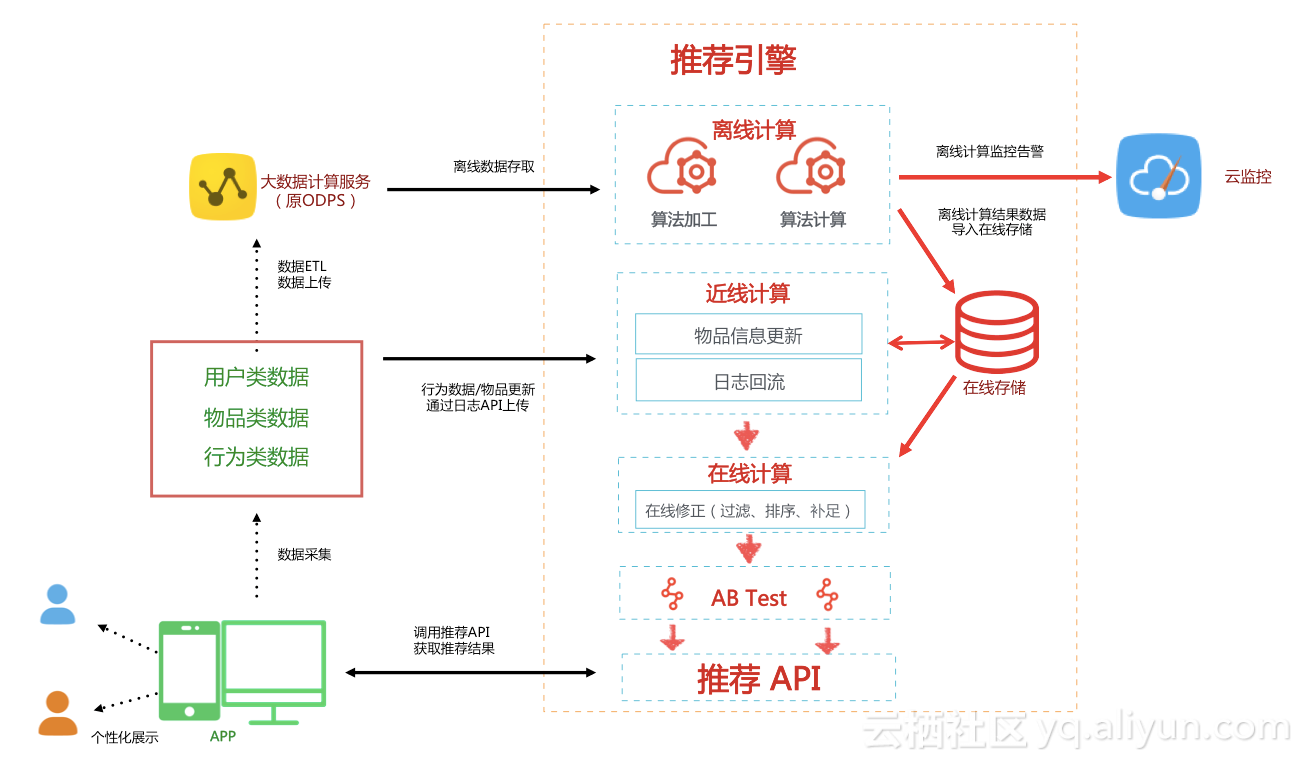 推荐引擎
离线计算
算法加工
算法计算
离线数据存取
离线计算监控告警
云监控
大数据计算服务
（原ODPS）
离线计算结果数据
导入在线存储
数据ETL
数据上传
近线计算
物品信息更新
日志回流
在线存储
用户类数据
物品类数据
行为类数据
行为数据/物品更新
通过日志API上传
在线计算
在线修正（过滤、排序、补足）
数据采集
AB Test
调用推荐API
获取推荐结果
推荐 API
个性化展示
APP
云栖社区 yq.aliyun.com